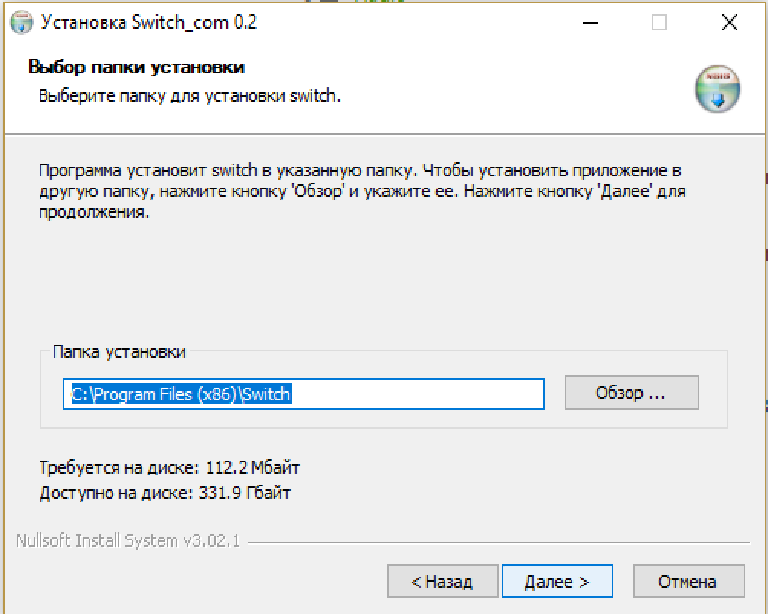 Установка Switch_com 0.2
Выбор папки установки
Выберите папку для установки switch.
Программа установит switch в указанную папку. Чтобы установить приложение в
другую папку, нажмите кнопку 'Обзор' и укажите ее. Нажмите кнопку 'Далее' для
продолжения.
Папка установки
C:\Program Files (x86)\Switch
Обзор ...
Требуется на диске: 112.2 Мбайт
Доступно на диске: 331.9 Гбайт
Nullsoft Install System v3.02.1
< Назад
Далее >
Отмена